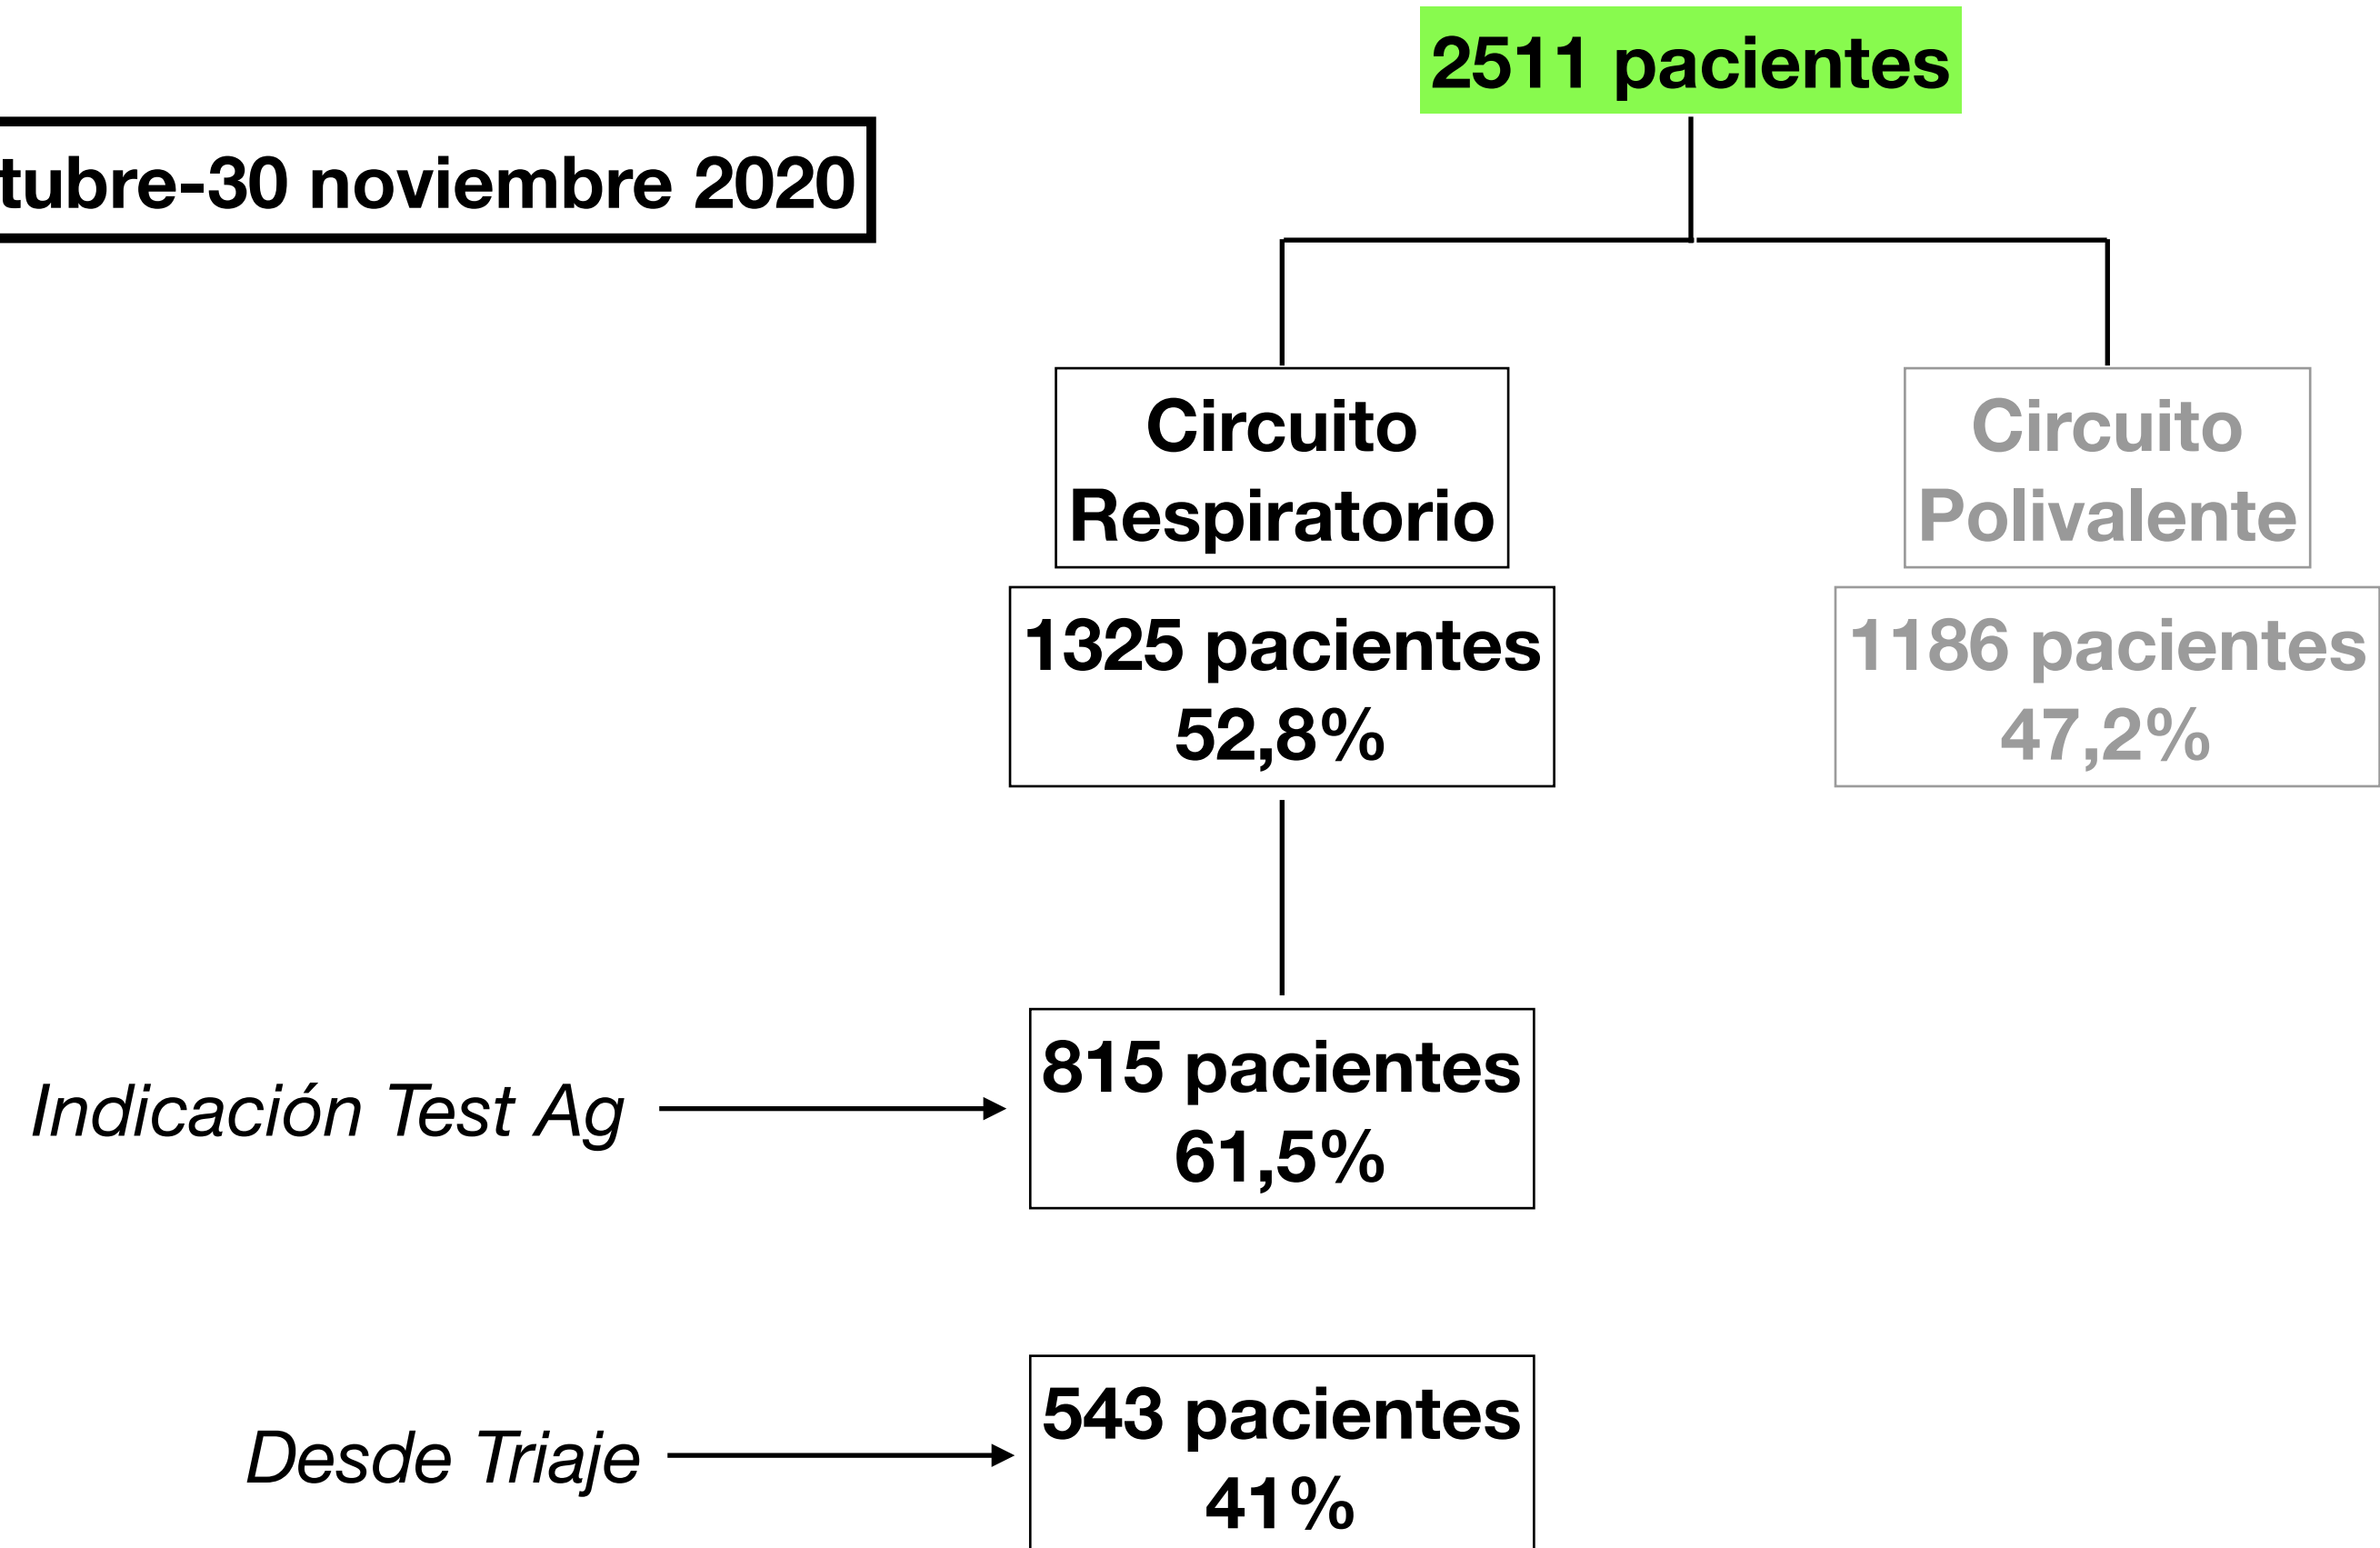 2511 pacientes
tubre-30 noviembre 2020
Circuito
Respiratorio
Circuito
Polivalente
1325 pacientes
52,8%
1186 pacientes
47,2%
Indicación Test Ag
815 pacientes
61,5%
Desde Triaje
543 pacientes
41%